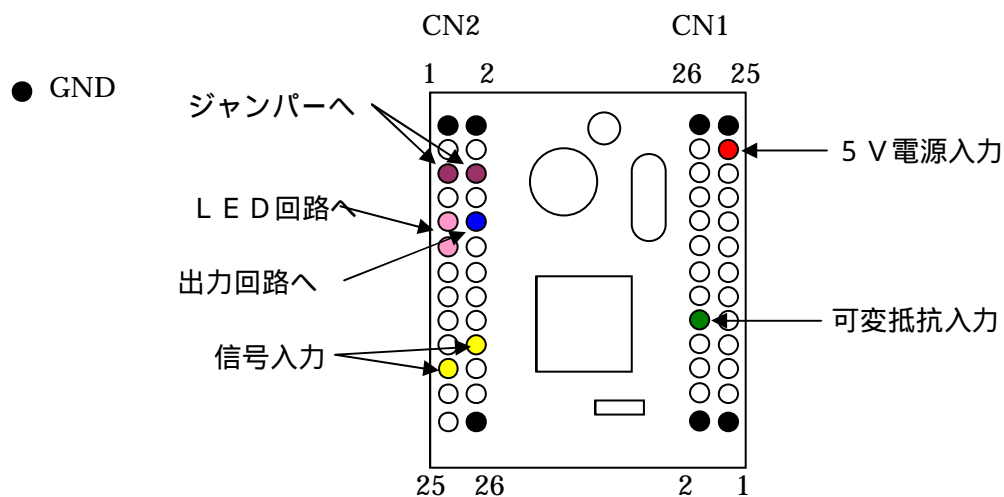 CN2 CN1
1 2 26 25
GND
ジャンパーへ
５Ｖ電源入力
ＬＥＤ回路へ
出力回路へ
可変抵抗入力
信号入力
25 26 2 1